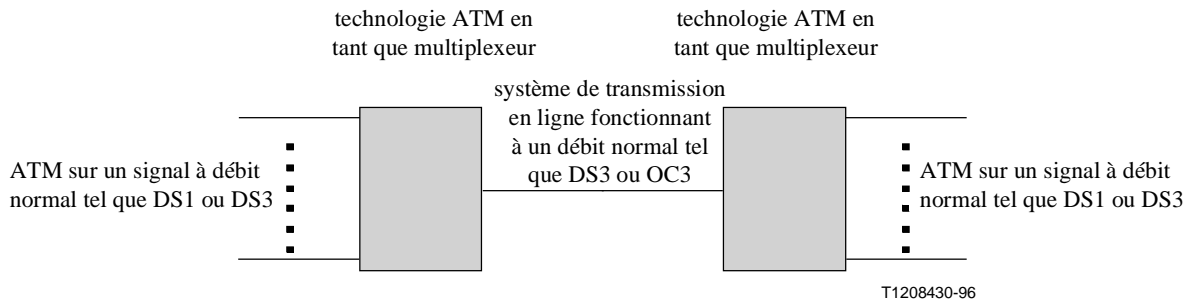 technologie ATM en
tant que multiplexeur
technologie ATM en
tant que multiplexeur
système de transmission
en ligne fonctionnant
à un débit normal tel
que DS3 ou OC3
ATM sur un signal à débit
normal tel que DS1 ou DS3
ATM sur un signal à débit
normal tel que DS1 ou DS3
T1208430-96